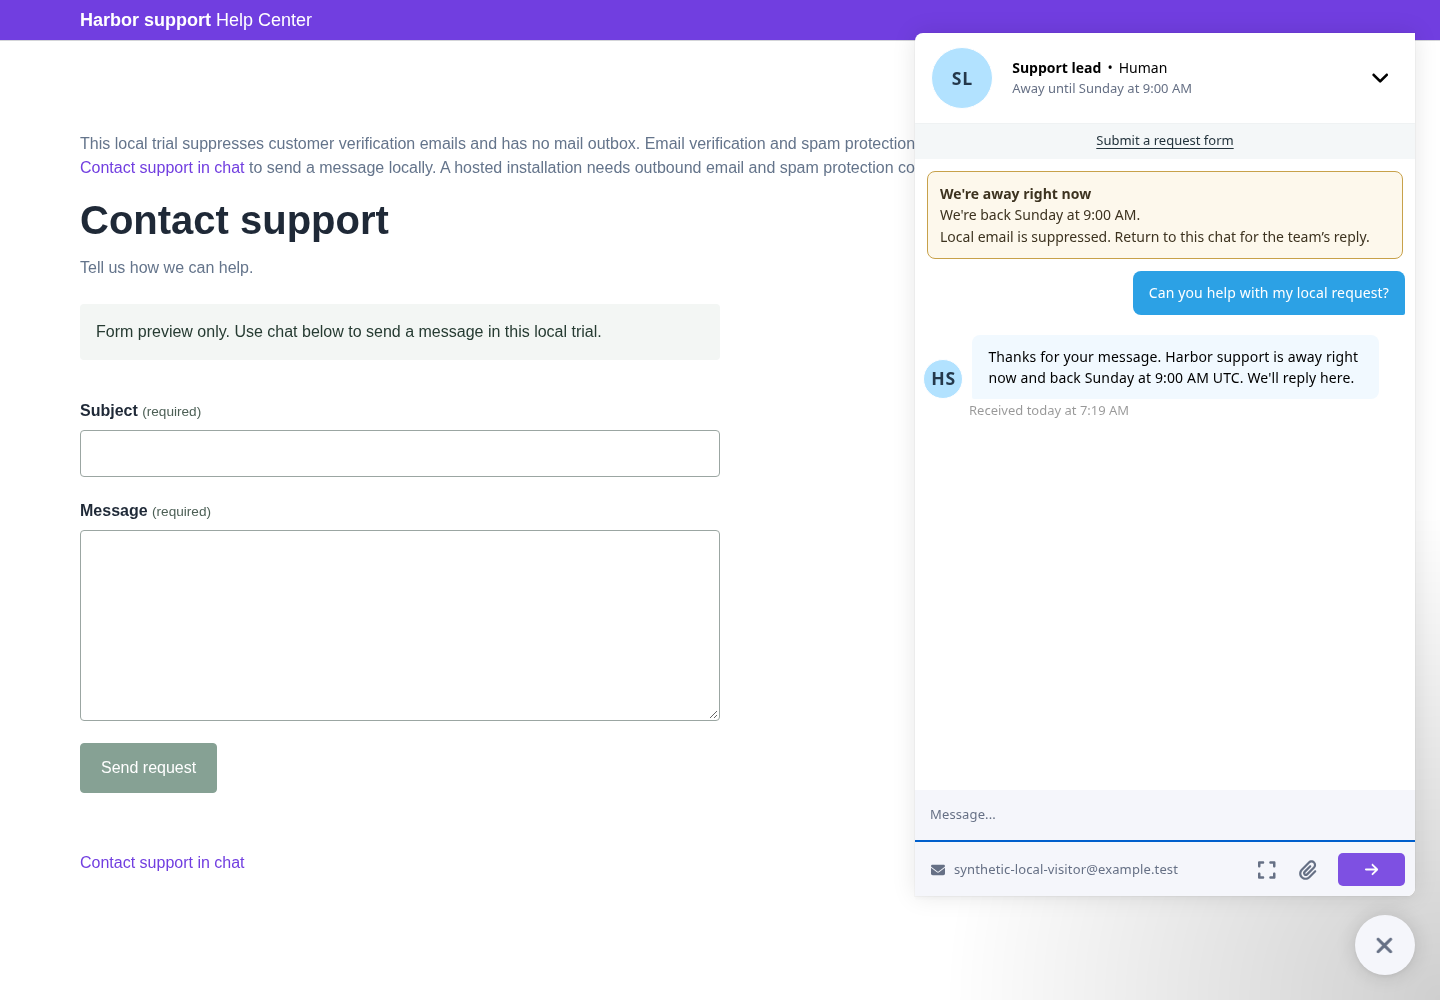 Harbor support Help Center
This local trial suppresses customer verification emails and has no mail outbox. Email verification and spam protection
Contact support in chat to send a message locally. A hosted installation needs outbound email and spam protection co
Contact support
Tell us how we can help.
Form preview only. Use chat below to send a message in this local trial.
Subject (required)
Message (required)
Send request
Contact support in chat
SL
Support lead • Human
Away until Sunday at 9:00 AM
Submit a request form
We're away right now
We're back Sunday at 9:00 AM.
Local email is suppressed. Return to this chat for the team’s reply.
Can you help with my local request?
HS
Thanks for your message. Harbor support is away right
now and back Sunday at 9:00 AM UTC. We'll reply here.
Received today at 7:19 AM
Message...
synthetic-local-visitor@example.test